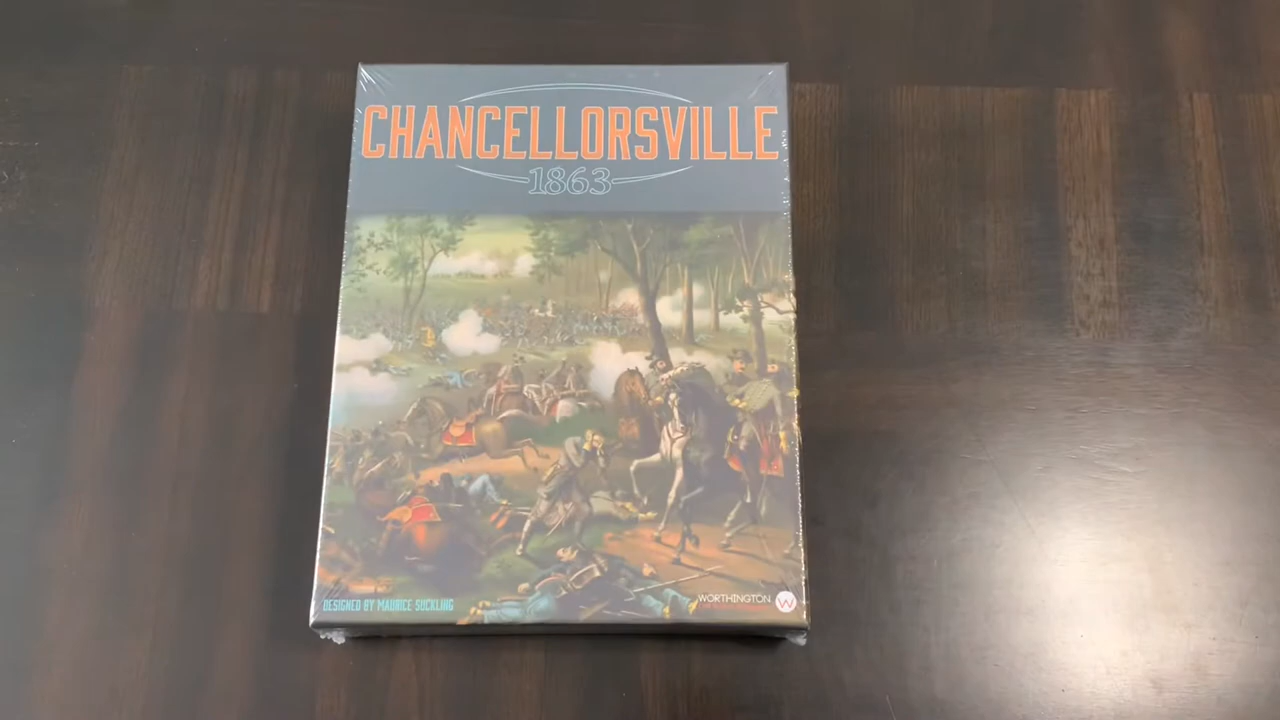 CHANCELLORSVILLE
1863
DESIGNED BY MAURICE SUCKLING
WORTHINGTON
W